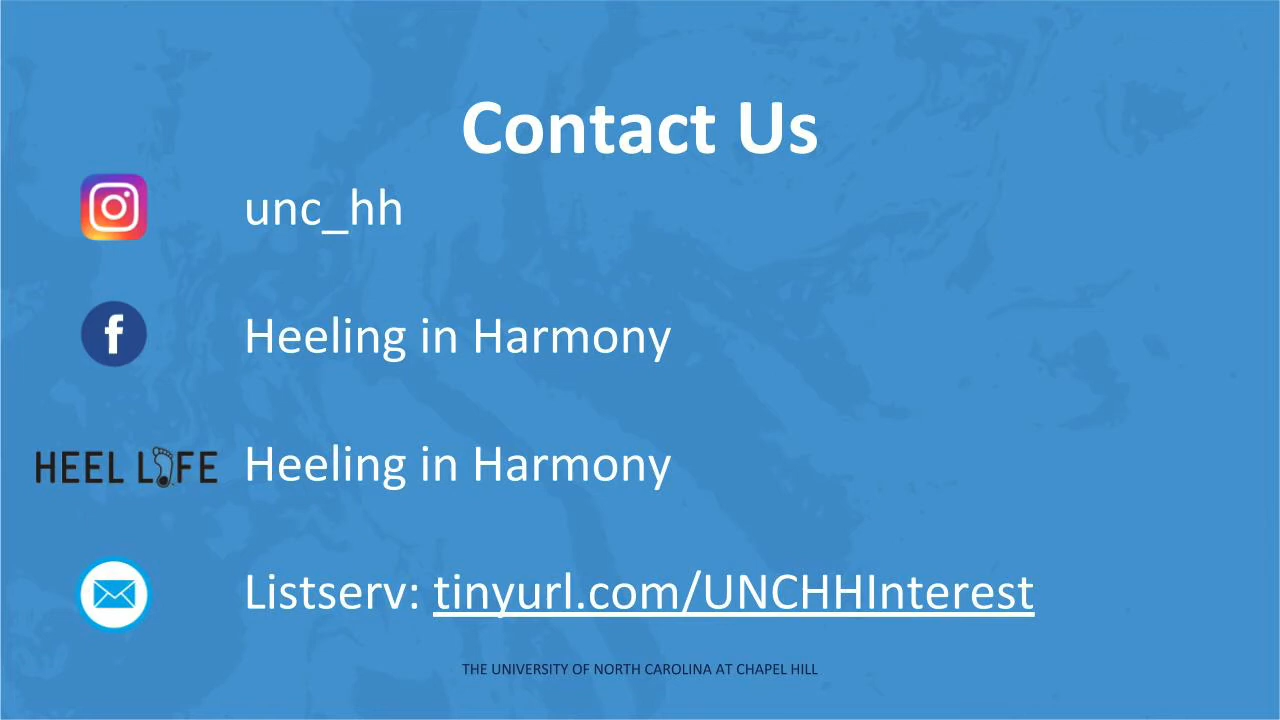 Contact Us
unc_hh
Heeling in Harmony
HEEL LIFE Heeling in Harmony
Listserv: tinyurl.com/UNCHHInterest
THE UNIVERSITY OF NORTH CAROLINA AT CHAPEL HILL